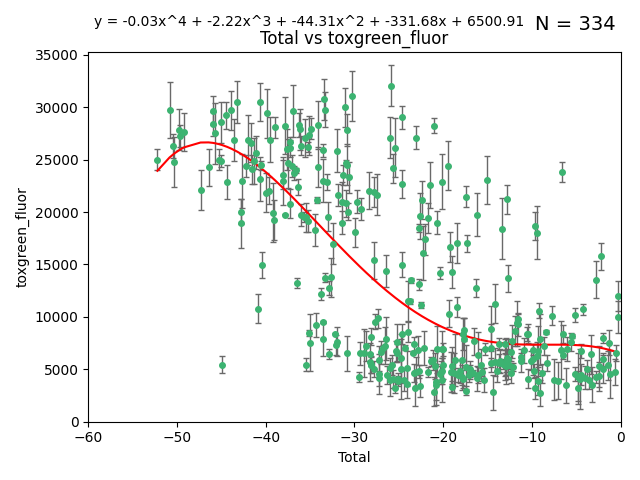 y = -0.03x^4 + -2.22x^3 + -44.31x^2 + -331.68x + 6500.91 N = 334
Total vs toxgreen_fluor
35000
30000
25000
20000
15000
10000
5000
0
toxgreen_fluor
−60 −50 −40 −30 −20 −10 0
Total